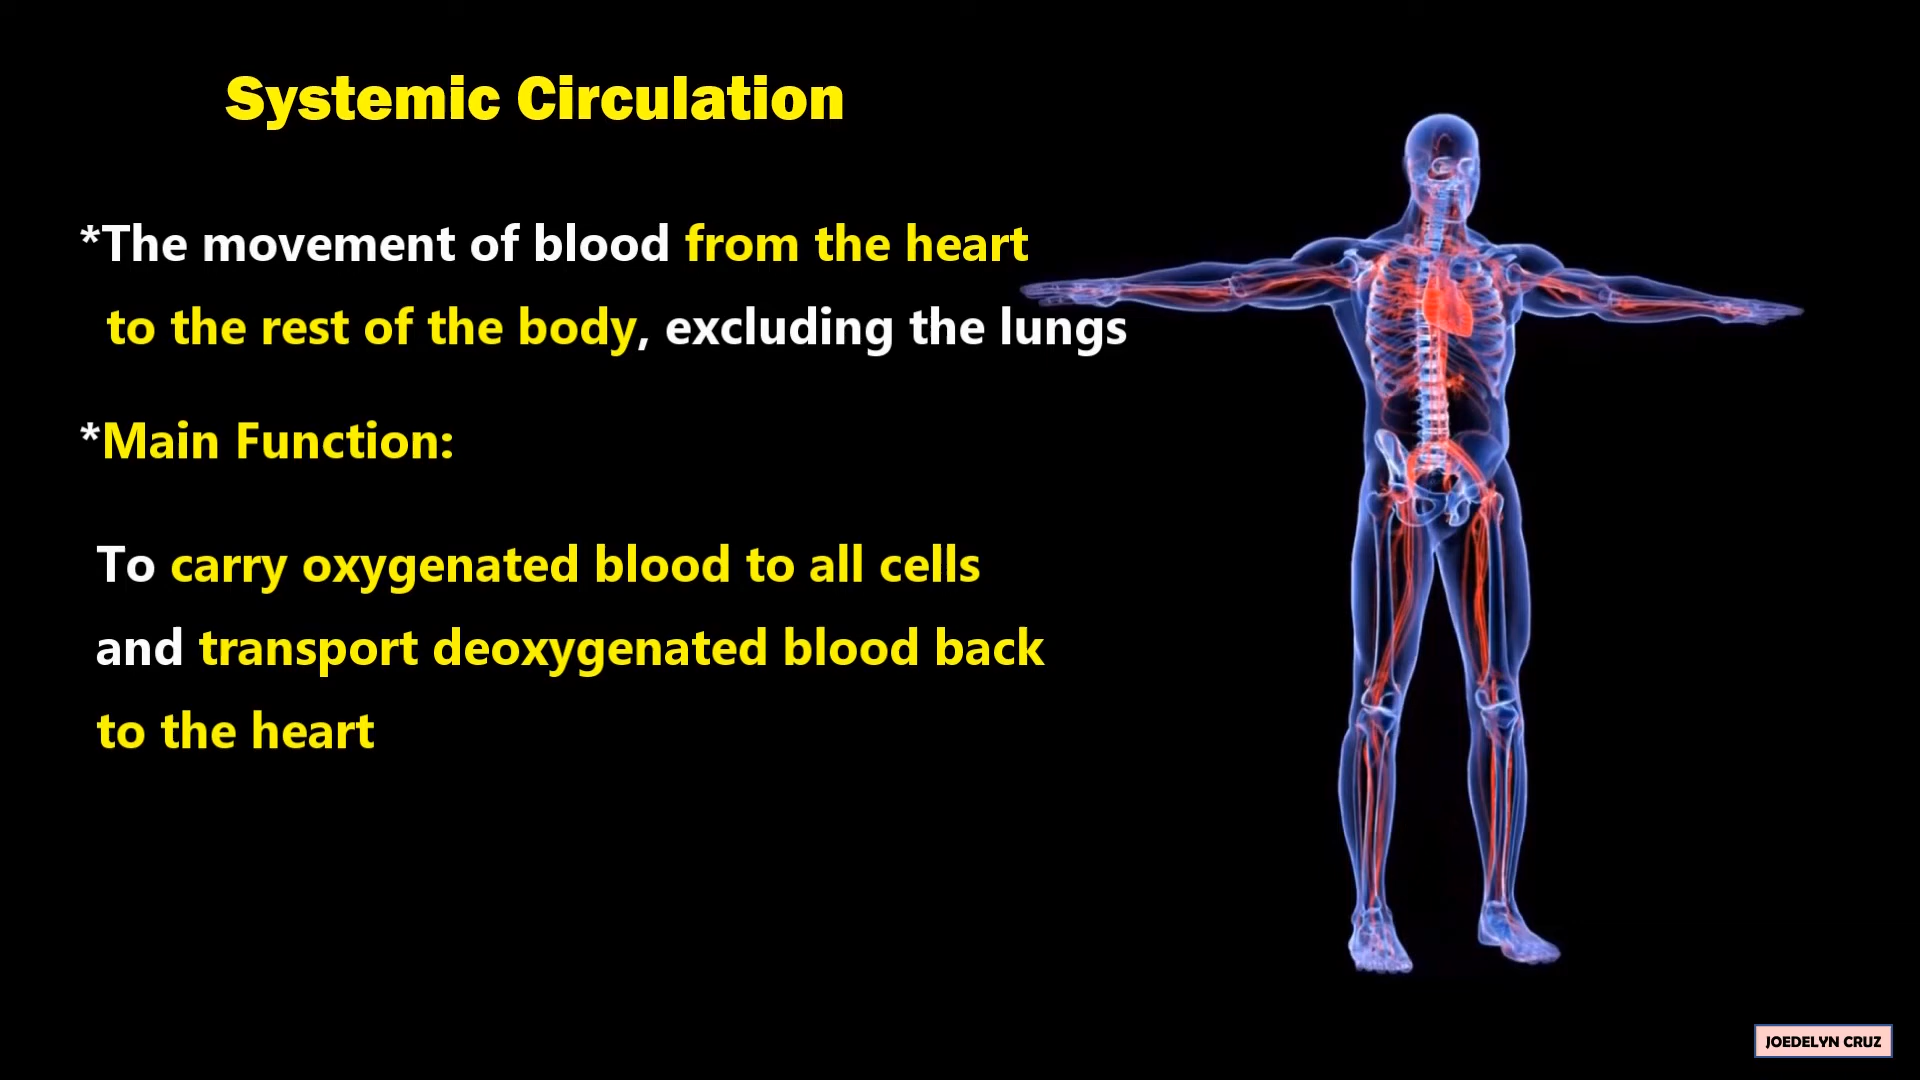 Systemic Circulation
*The movement of blood from the heart
to the rest of the body, excluding the lungs
*Main Function:
To carry oxygenated blood to all cells
and transport deoxygenated blood back
to the heart
JOEDELYN CRUZ